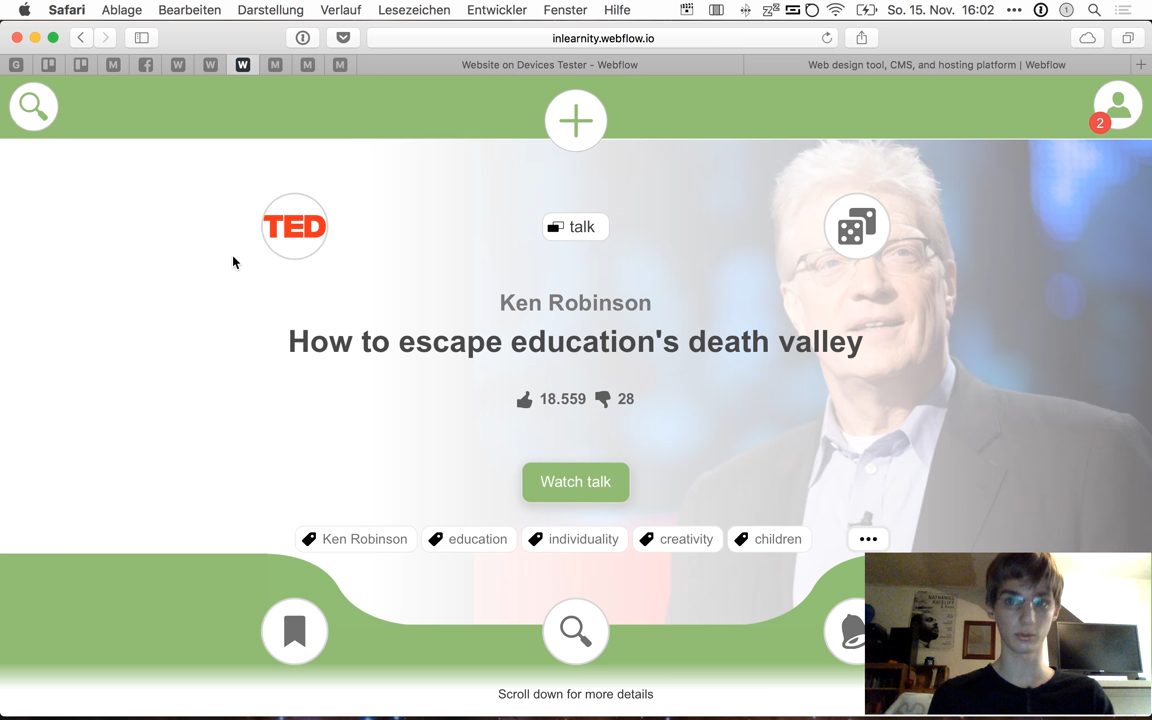 Safari Ablage Bearbeiten Darstellung Verlauf Lesezeichen Entwickler Fenster Hilfe So. 15. Nov. 16:02
inlearnity.webflow.io
G M f W W W M M M Website on Devices Tester - Webflow Web design tool, CMS, and hosting platform | Webflow
2
TED talk
Ken Robinson
How to escape education's death valley
18.559 28
Watch talk
Ken Robinson education individuality creativity children
Scroll down for more details